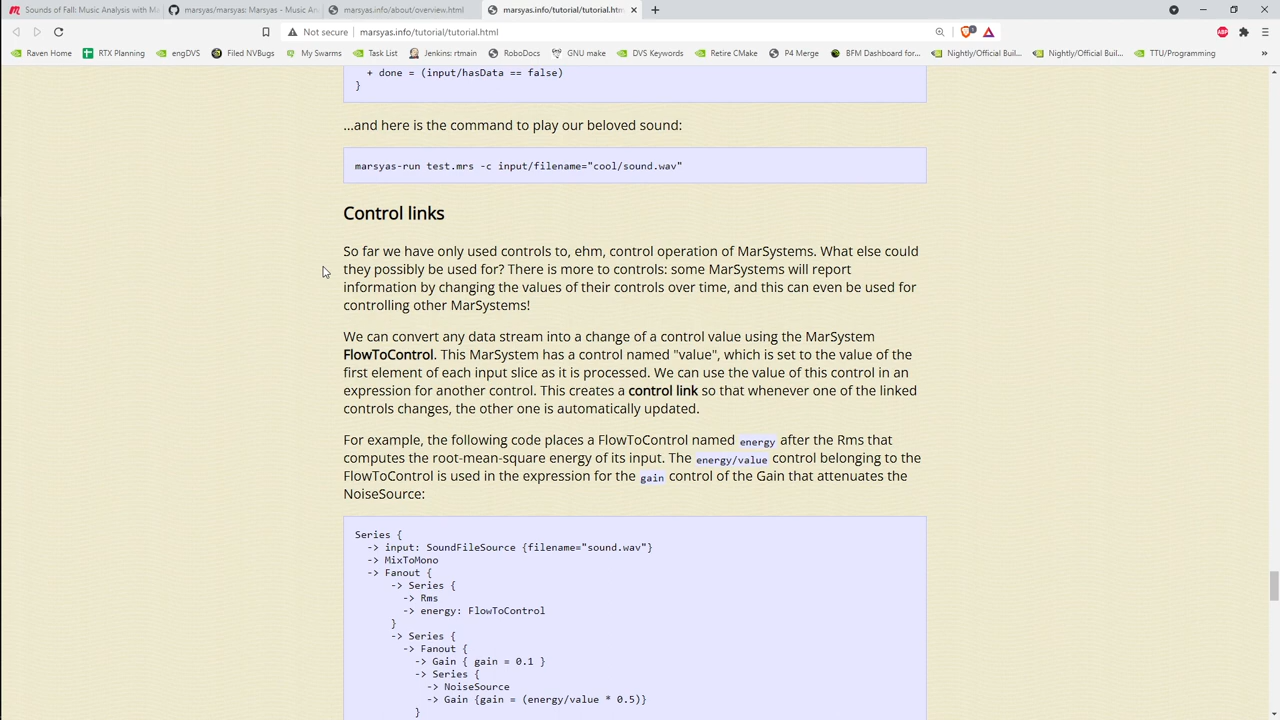 Sounds of Fall: Music Analysis with M
marsyas/marsyas: Marsyas - Music An
marsyas.info/about/overview.html
marsyas.info/tutorial/tutorial.htm
Not secure
marsyas.info/tutorial/tutorial.html
Raven Home
RTX Planning
engDVS
Filed NVBugs
My Swarms
Task List
Jenkins: rtmain
RoboDocs
GNU make
DVS Keywords
Retire CMake
P4 Merge
BFM Dashboard for...
Nightly/Official Buil...
Nightly/Official Buil...
TTU/Programming
+ done = (input/hasData == false)
}
...and here is the command to play our beloved sound:
marsyas-run test.mrs -c input/filename="cool/sound.wav"
Control links
So far we have only used controls to, ehm, control operation of MarSystems. What else could
they possibly be used for? There is more to controls: some MarSystems will report
information by changing the values of their controls over time, and this can even be used for
controlling other MarSystems!
We can convert any data stream into a change of a control value using the MarSystem
FlowToControl. This MarSystem has a control named "value", which is set to the value of the
first element of each input slice as it is processed. We can use the value of this control in an
expression for another control. This creates a control link so that whenever one of the linked
controls changes, the other one is automatically updated.
For example, the following code places a FlowToControl named energy after the Rms that
computes the root-mean-square energy of its input. The energy/value control belonging to the
FlowToControl is used in the expression for the gain control of the Gain that attenuates the
NoiseSource:
Series {
-> input: SoundFileSource {filename="sound.wav"}
-> MixToMono
-> Fanout {
-> Series {
-> Rms
-> energy: FlowToControl
}
-> Series {
-> Fanout {
-> Gain { gain = 0.1 }
-> Series {
-> NoiseSource
-> Gain {gain = (energy/value * 0.5)}
}